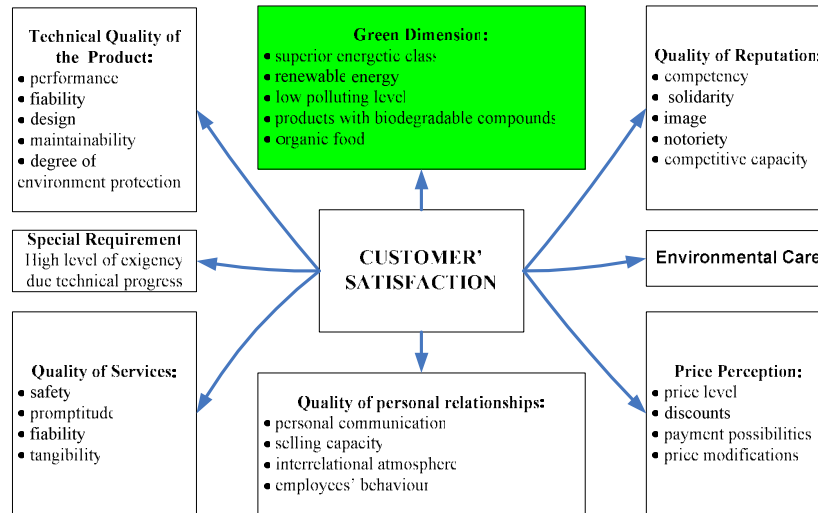 Technical Quality of
the Product:
• performance
• fiability
• design
• maintainability
• degree of
environment protection
Green Dimension:
• superior energetic class
• renewable energy
• low polluting level
• products with biodegradable compounds
• organic food
Quality of Reputation:
• competency
• solidarity
• image
• notoriety
• competitive capacity
Special Requirement
High level of exigency
due technical progress
CUSTOMER'
SATISFACTION
Environmental Care
Quality of Services:
• safety
• promptitude
• fiability
• tangibility
Quality of personal relationships:
• personal communication
• selling capacity
• interrelational atmosphere
• employees' behaviour
Price Perception:
• price level
• discounts
• payment possibilities
• price modifications